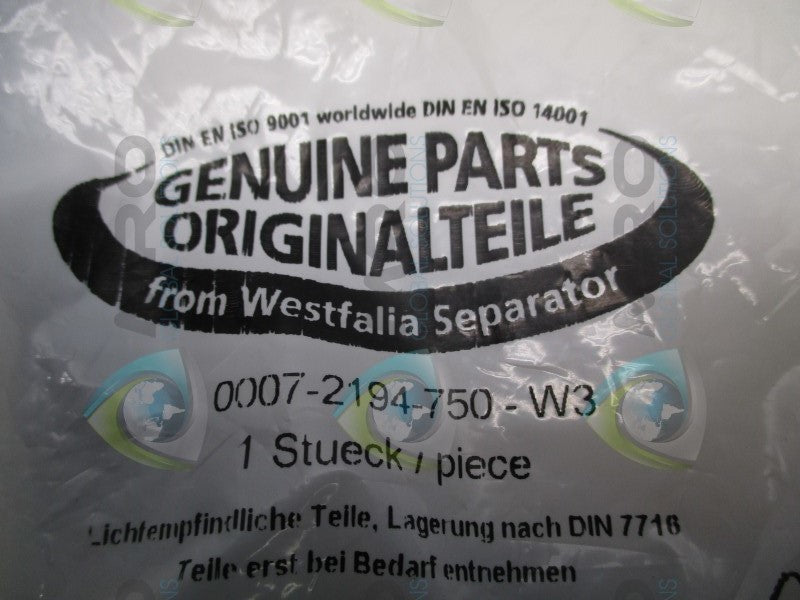 DIN EN ISO 9001 worldwide DIN EN ISO 14001
GENUINE PARTS
ORIGINALTEILE
from Westfalia Separator
0007-2194-750 - W3
1 Stueck / piece
Lichtempfindliche Teile, Lagerung nach DIN 7716
Teile erst bei Bedarf entnehmen